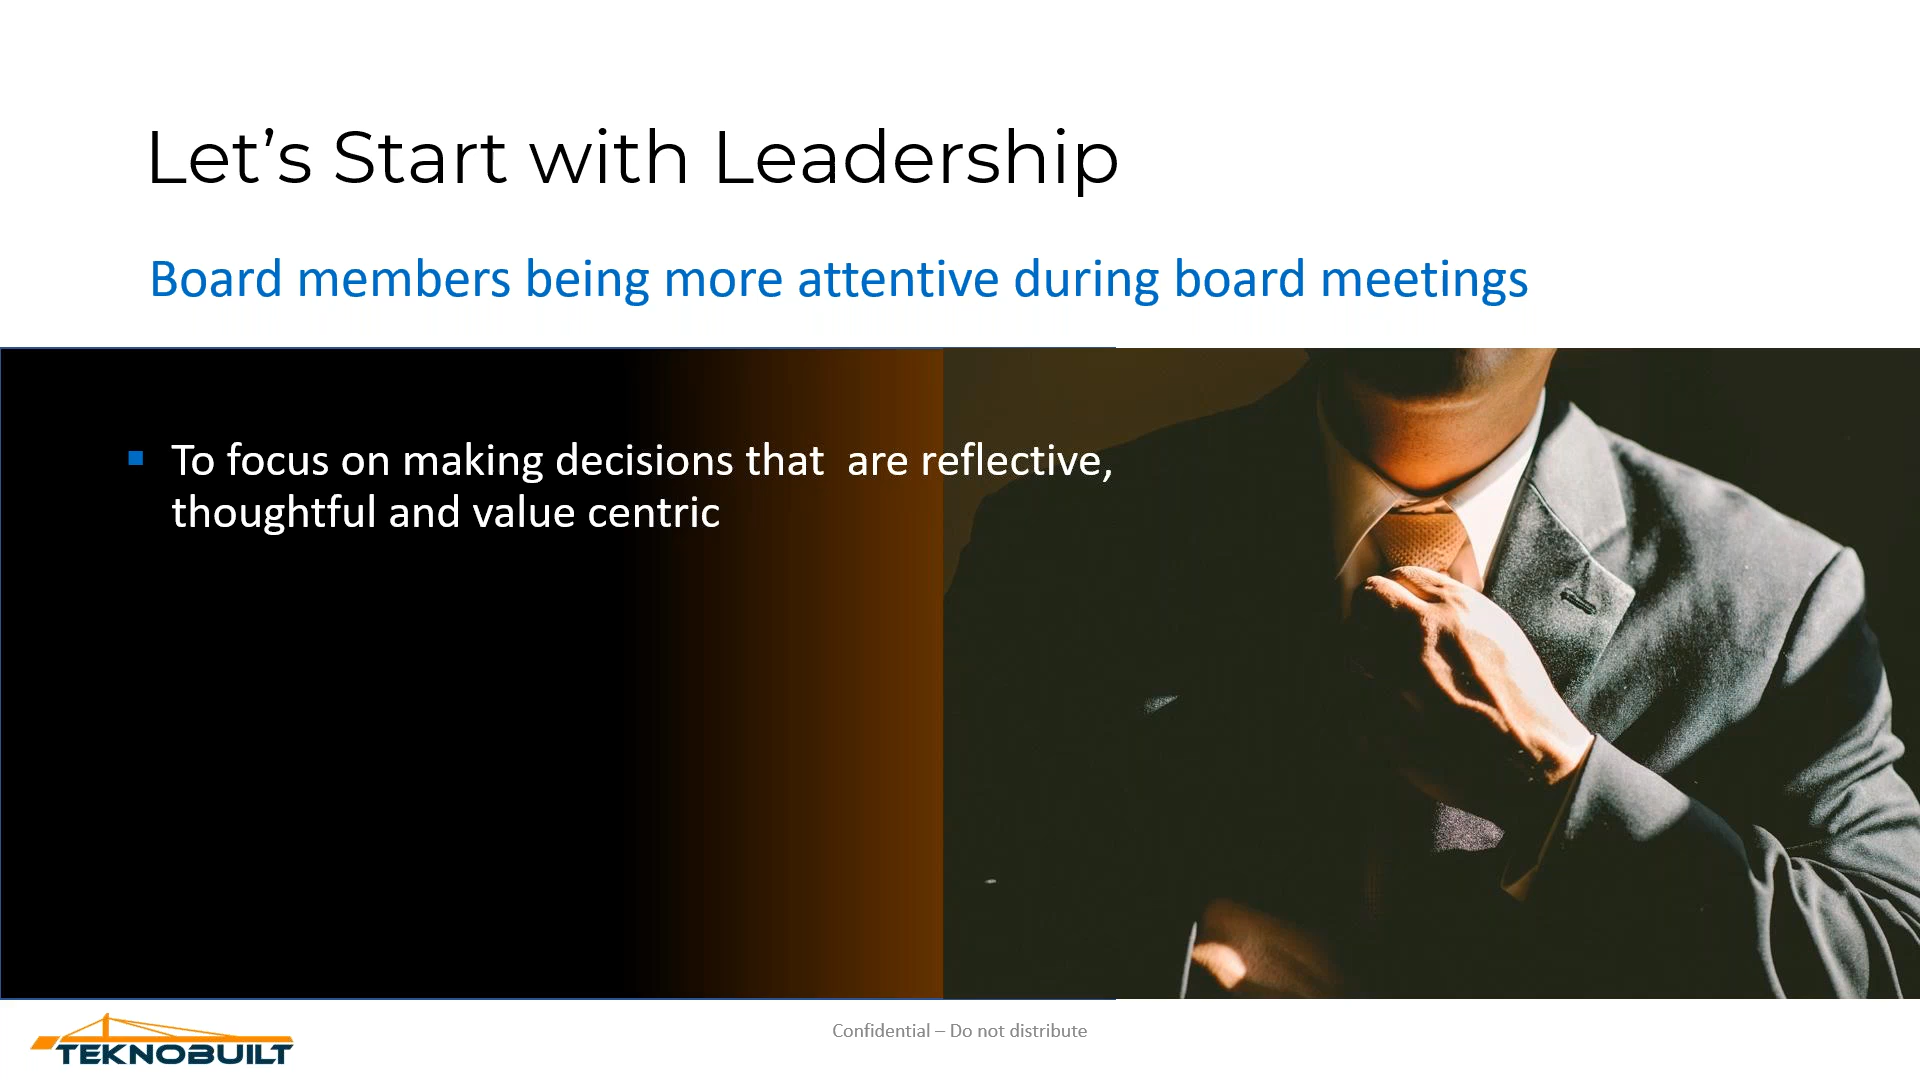 Let’s Start with Leadership
Board members being more attentive during board meetings
▪ To focus on making decisions that  are reflective,
thoughtful and value centric
TEKNOBUILT
Confidential – Do not distribute